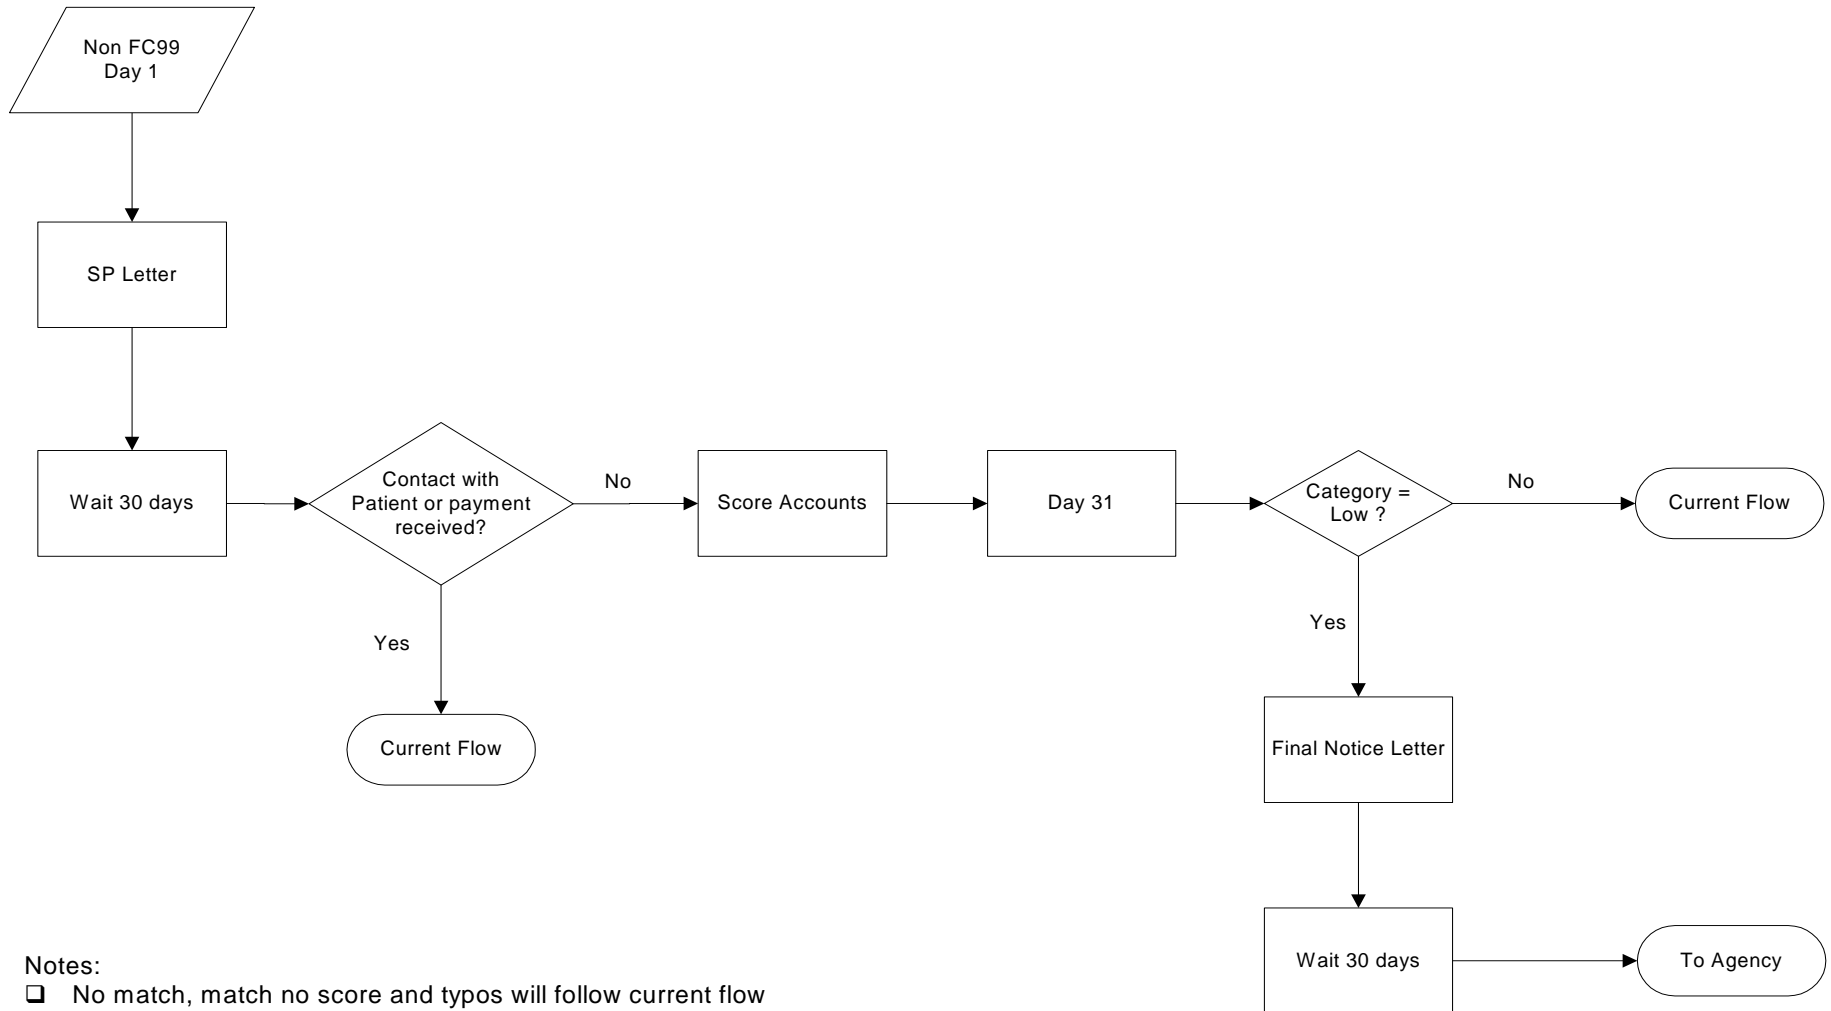 Non FC99
Day 1
SP Letter
Wait 30 days
Contact with
Patient or payment
received?
No
Score Accounts
Day 31
Category =
Low ?
No
Current Flow
Yes
Current Flow
Yes
Final Notice Letter
Wait 30 days
To Agency
Notes:
❑ No match, match no score and typos will follow current flow